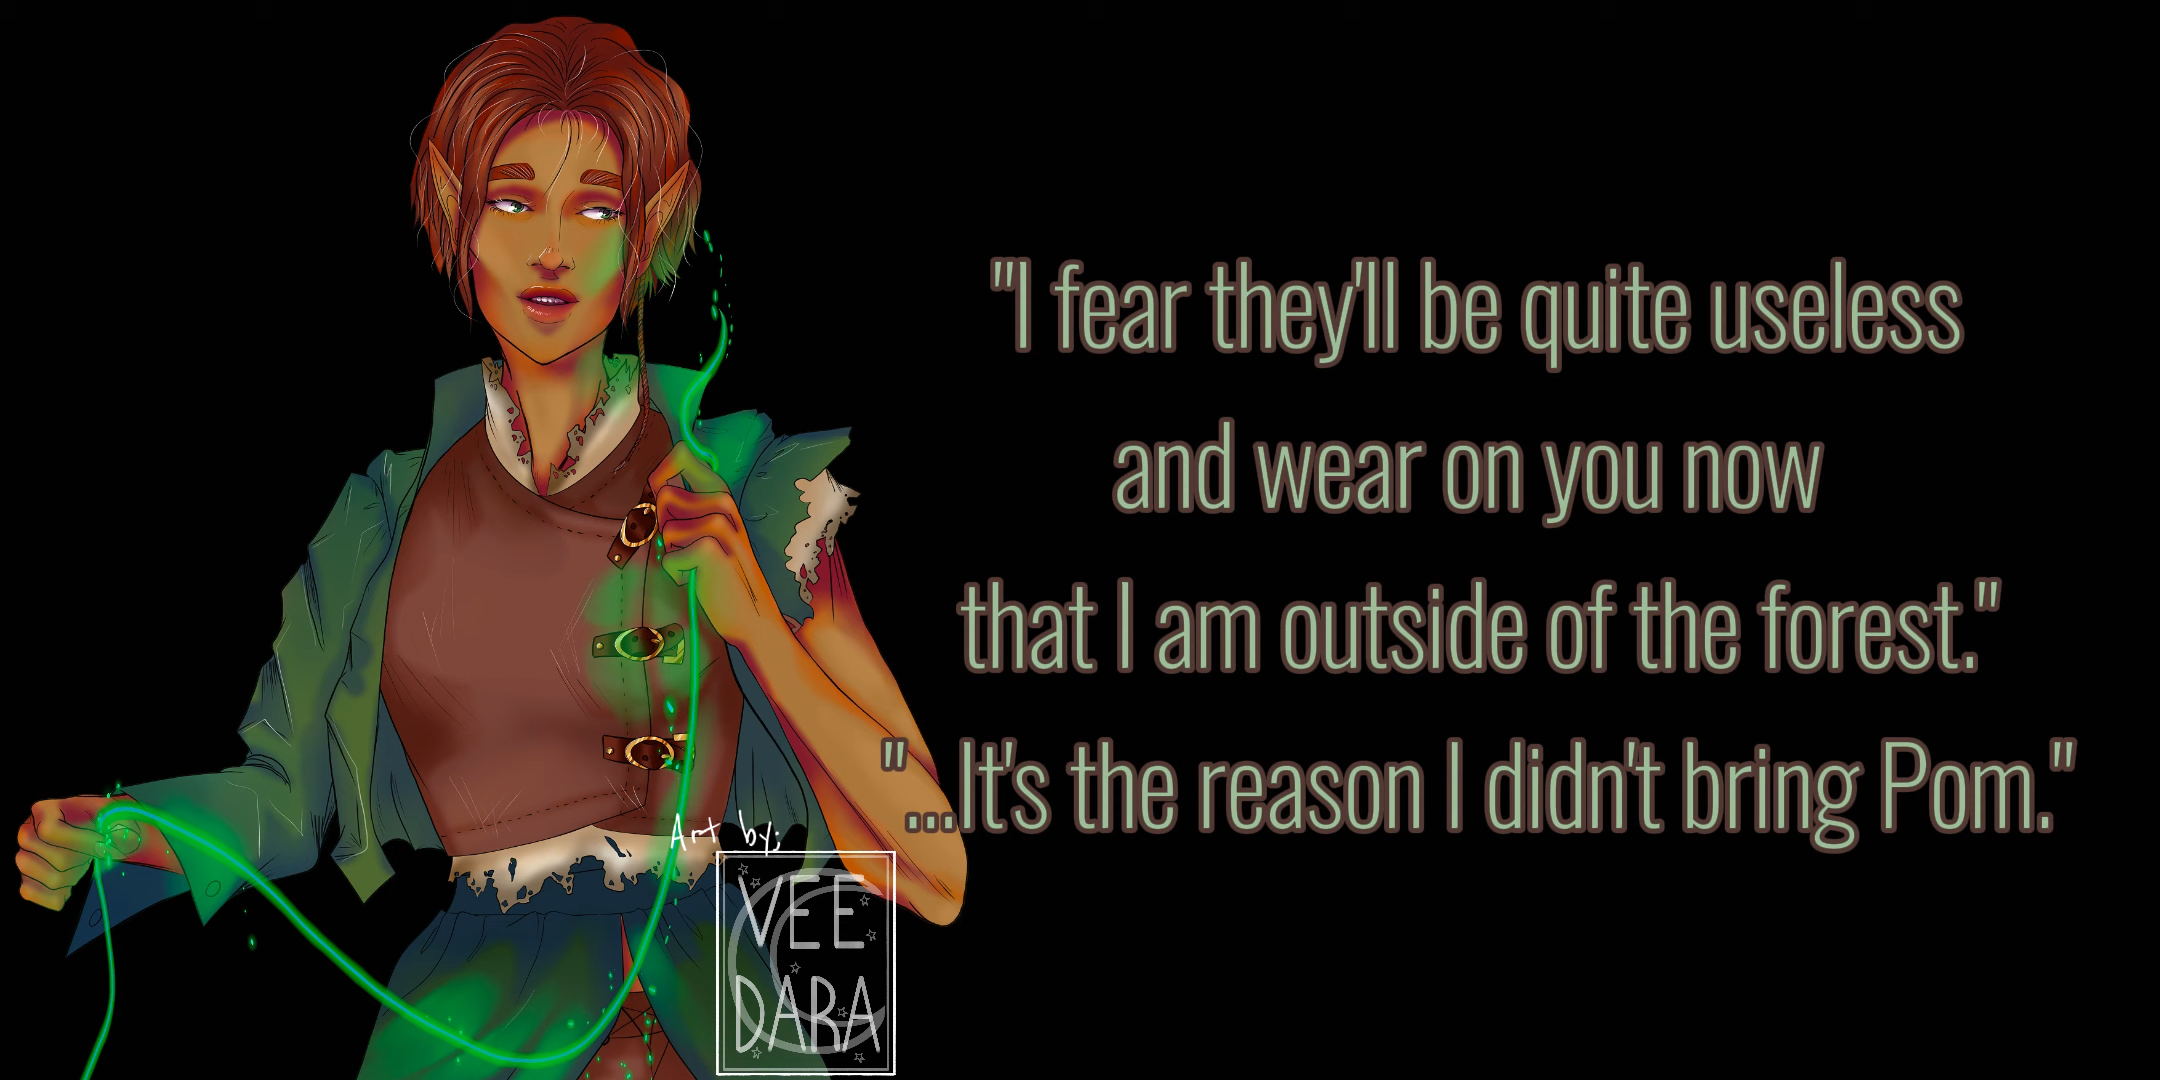 "I fear they'll be quite useless
and wear on you now
that I am outside of the forest."
"...It's the reason I didn't bring Pom."
Art by;
VEE
DARA